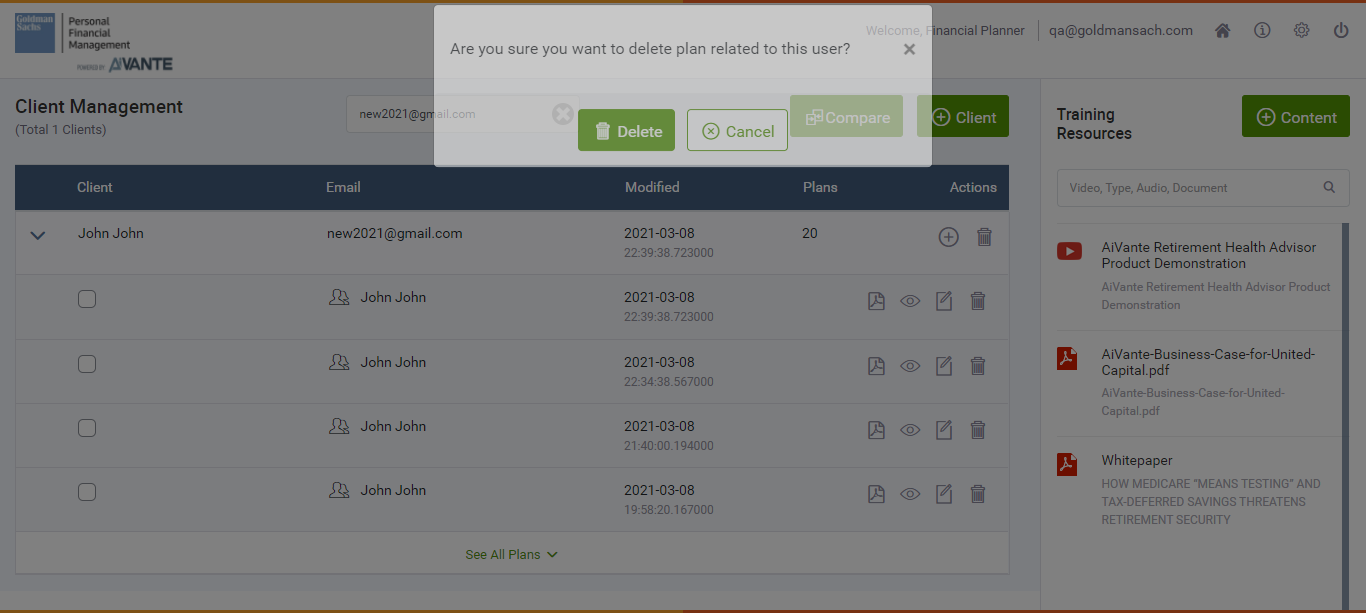 Goldman
Sachs
Personal
Financial
Management
POWERED BY AiVANTE
Are you sure you want to delete plan related to this user?
Welcome, Financial Planner
qa@goldmansach.com
Client Management
(Total 1 Clients)
new2021@gmail.com
Delete
Cancel
Compare
Client
Training
Resources
Content
Client Email Modified Plans Actions
Video, Type, Audio, Document
John John new2021@gmail.com 2021-03-08 20
22:39:38.723000
John John 2021-03-08
22:39:38.723000
John John 2021-03-08
22:34:38.567000
John John 2021-03-08
21:40:00.194000
John John 2021-03-08
19:58:20.167000
See All Plans
AiVante Retirement Health Advisor
Product Demonstration
AiVante Retirement Health Advisor Product
Demonstration
AiVante-Business-Case-for-United-
Capital.pdf
AiVante-Business-Case-for-United-
Capital.pdf
Whitepaper
HOW MEDICARE “MEANS TESTING” AND
TAX-DEFERRED SAVINGS THREATENS
RETIREMENT SECURITY